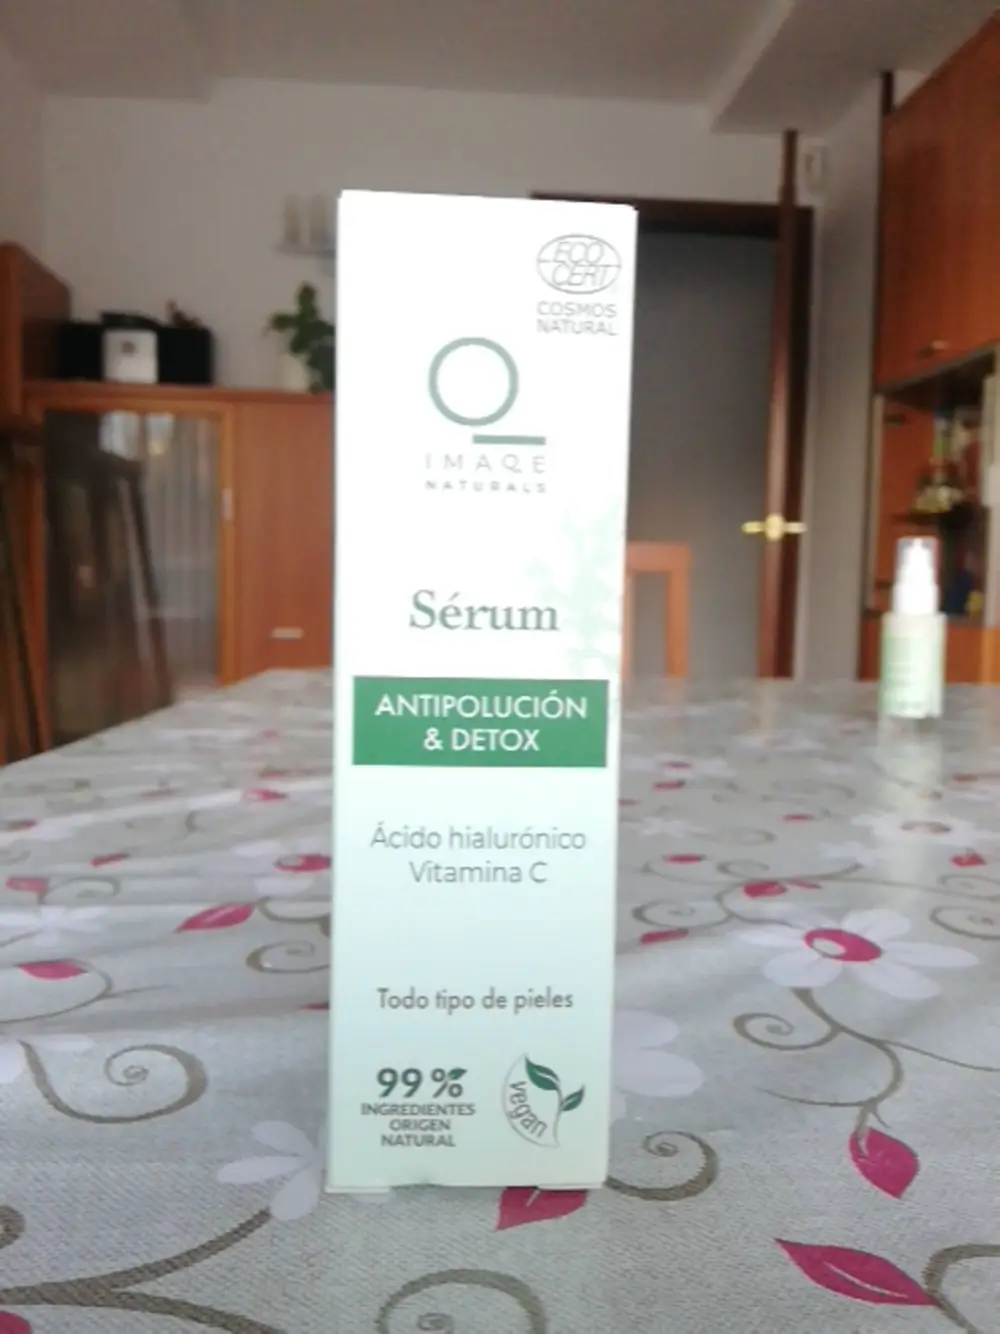 ECO
CERT
COSMOS
NATURAL
IMAQE
NATURALS
Sérum
ANTIPOLUCIÓN
& DETOX
Ácido hialurónico
Vitamina C
Todo tipo de pieles
99 %
INGREDIENTES
ORIGEN
NATURAL
vegan